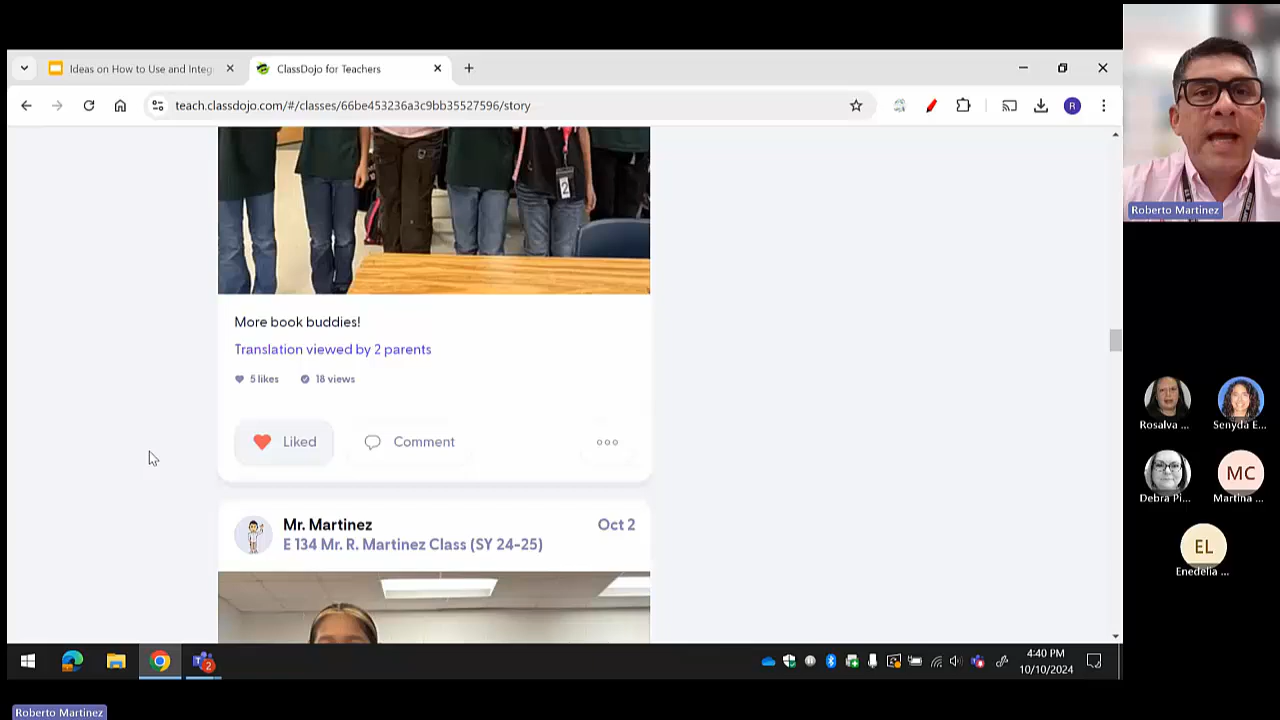 Ideas on How to Use and Integ
ClassDojo for Teachers
teach.classdojo.com/#/classes/66be453236a3c9bb35527596/story
R
2
More book buddies!
Translation viewed by 2 parents
5 likes
18 views
Liked
Comment
Mr. Martinez
Oct 2
E 134 Mr. R. Martinez Class (SY 24-25)
2
4:40 PM
10/10/2024
Roberto Martinez
Rosalva ...
Senyda E...
Debra Pi...
MC
Martina ...
EL
Enedelia ...
Roberto Martinez